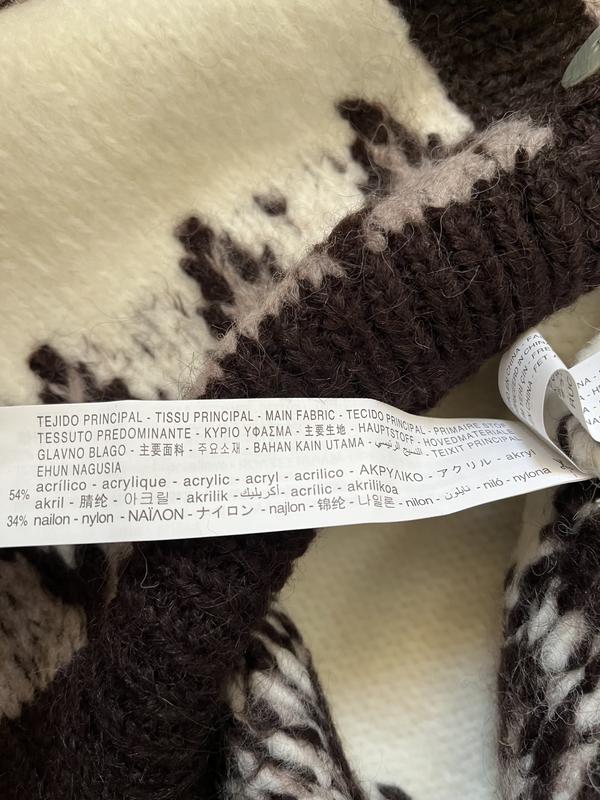 TEJIDO PRINCIPAL - TISSU PRINCIPAL - MAIN FABRIC - TECIDO PRINCIPAL - PRIMAIRE
TESSUTO PREDOMINANTE - ΚΥΡΙΟ ΥΦΑΣΜΑ - 主要生地 - HAUPTSTOFF - HOVEDMATERIALE
GLAVNO BLAGO - 主要面料 - 주요소재 - BAHAN KAIN UTAMA - النسيج الرئيسي - TEIXIT PRINCIPAL
EHUN NAGUSIA
54% acrílico - acrylique - acrylic - acryl - acrilico - ΑΚΡΥΛΙΚΟ - アクリル - akryl
akril - 腈纶 - 아크릴 - akrilik - أكريليك - acrílic - akrilikoa
34% nailon - nylon - ΝΑΪΛΟΝ - ナイロン - najlon - 锦纶 - 나일론 - nilon - نايلون - niló - nylona